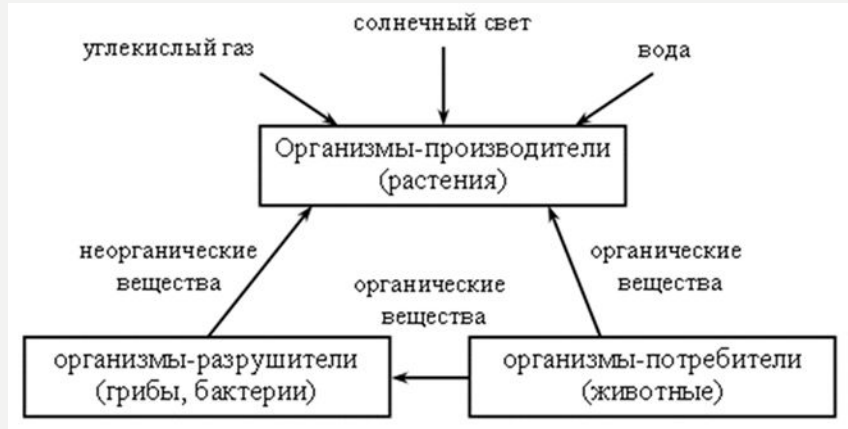 солнечный свет
углекислый газ
вода
Организмы-производители
(растения)
неорганические
вещества
органические
вещества
органические
вещества
организмы-разрушители
(грибы, бактерии)
организмы-потребители
(животные)